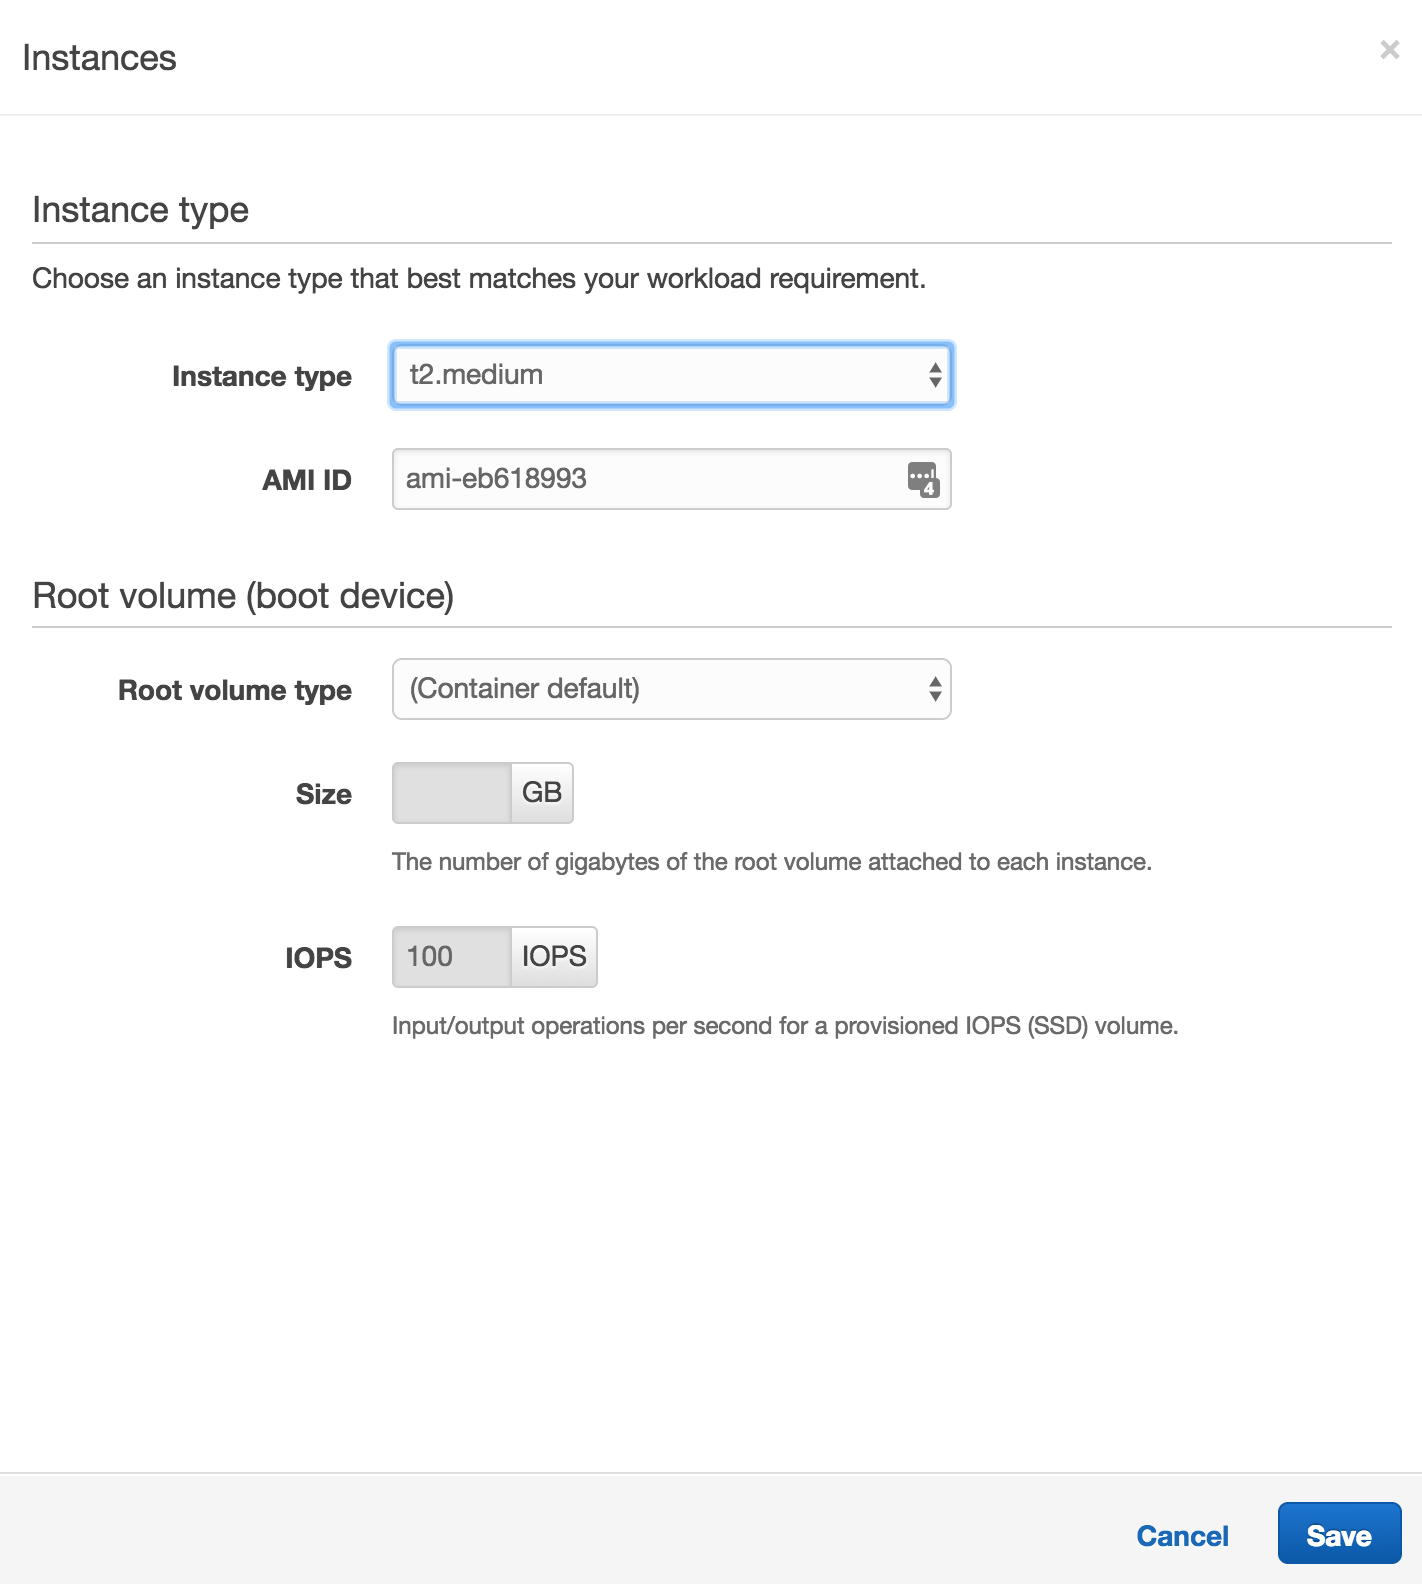 Instances
×
Instance type
Choose an instance type that best matches your workload requirement.
Instance type
t2.medium
AMI ID
ami-eb618993
4
Root volume (boot device)
Root volume type
(Container default)
Size
GB
The number of gigabytes of the root volume attached to each instance.
IOPS
100 IOPS
Input/output operations per second for a provisioned IOPS (SSD) volume.
Cancel
Save